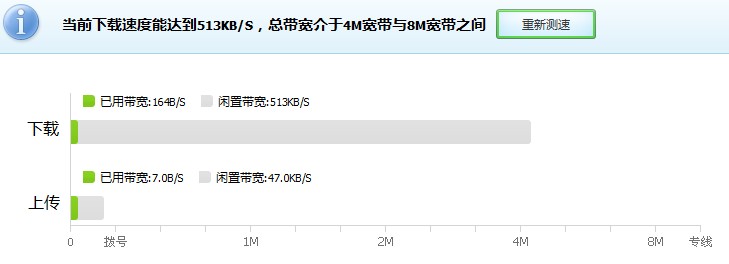 当前下载速度能达到513KB/S，总带宽介于4M宽带与8M宽带之间 重新测速
已用带宽:164B/S 闲置带宽:513KB/S
下载
已用带宽:7.0B/S 闲置带宽:47.0KB/S
上传
0 拨号 1M 2M 4M 8M 专线